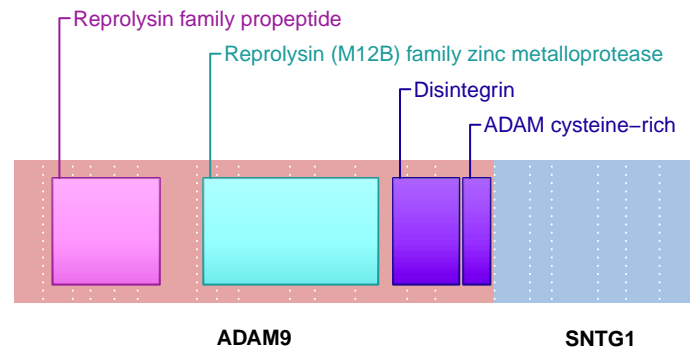 Reprolysin family propeptide
Reprolysin (M12B) family zinc metalloprotease
Disintegrin
ADAM cysteine−rich
ADAM9
SNTG1